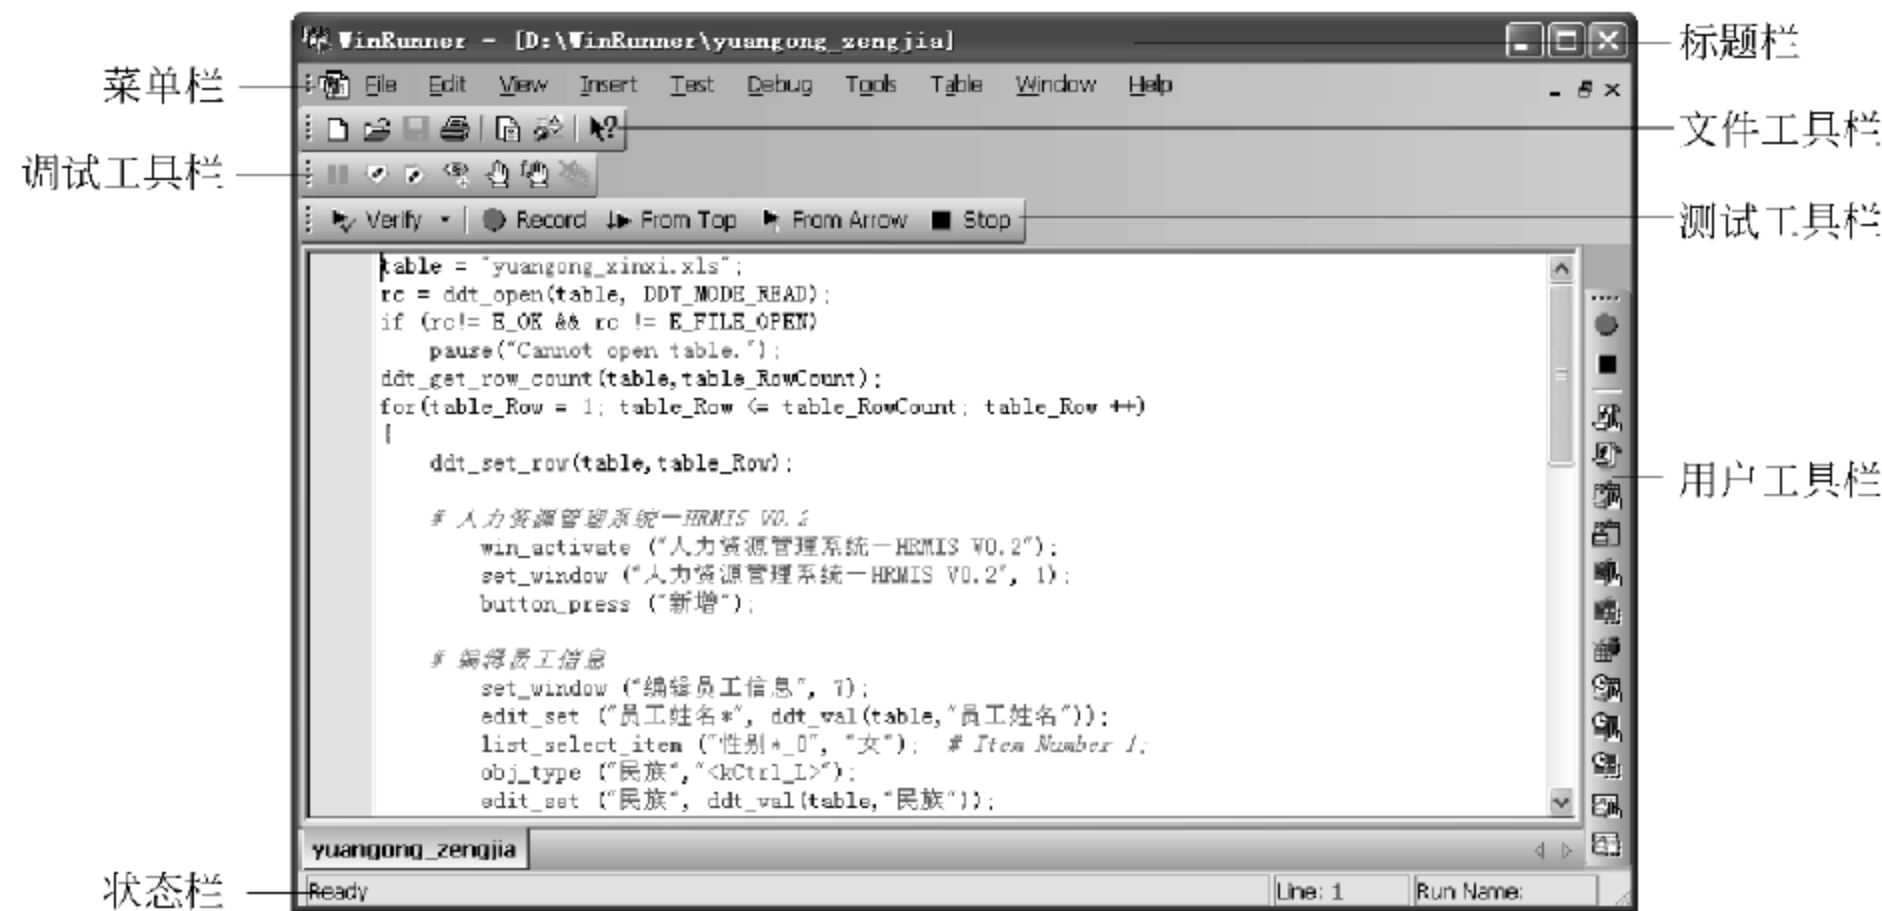 WinRunner - [D:\WinRunner\yuangong_zengjia]
标题栏
菜单栏
File Edit View Insert Test Debug Tools Table Window Help
文件工具栏
调试工具栏
Verify Record From Top From Arrow Stop
测试工具栏
table = "yuangong_xinxi.xls";
rc = ddt_open(table, DDT_MODE_READ);
if (rc!= E_OK && rc != E_FILE_OPEN)
pause("Cannot open table.");
ddt_get_row_count(table,table_RowCount);
for(table_Row = 1; table_Row <= table_RowCount; table_Row ++)
{
ddt_set_row(table,table_Row);
用户工具栏
# 人力资源管理系统－HRMIS V0.2
win_activate ("人力资源管理系统－HRMIS V0.2");
set_window ("人力资源管理系统－HRMIS V0.2", 1);
button_press ("新增");
# 编辑员工信息
set_window ("编辑员工信息", 7);
edit_set ("员工姓名*", ddt_val(table,"员工姓名"));
list_select_item ("性别*_0", "女"); # Item Number 1;
obj_type ("民族","<kCtrl_L>");
edit_set ("民族", ddt_val(table,"民族"));
yuangong_zengjia
状态栏
Ready Line: 1 Run Name: